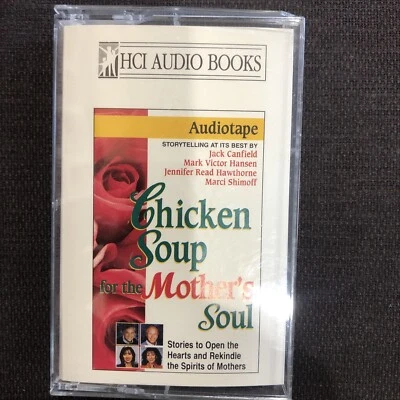 HCI AUDIO BOOKS
Audiotape
STORYTELLING AT ITS BEST BY
Jack Canfield
Mark Victor Hansen
Jennifer Read Hawthorne
Marci Shimoff
Chicken
Soup
for the Mother's
Soul
Stories to Open the
Hearts and Rekindle
the Spirits of Mothers